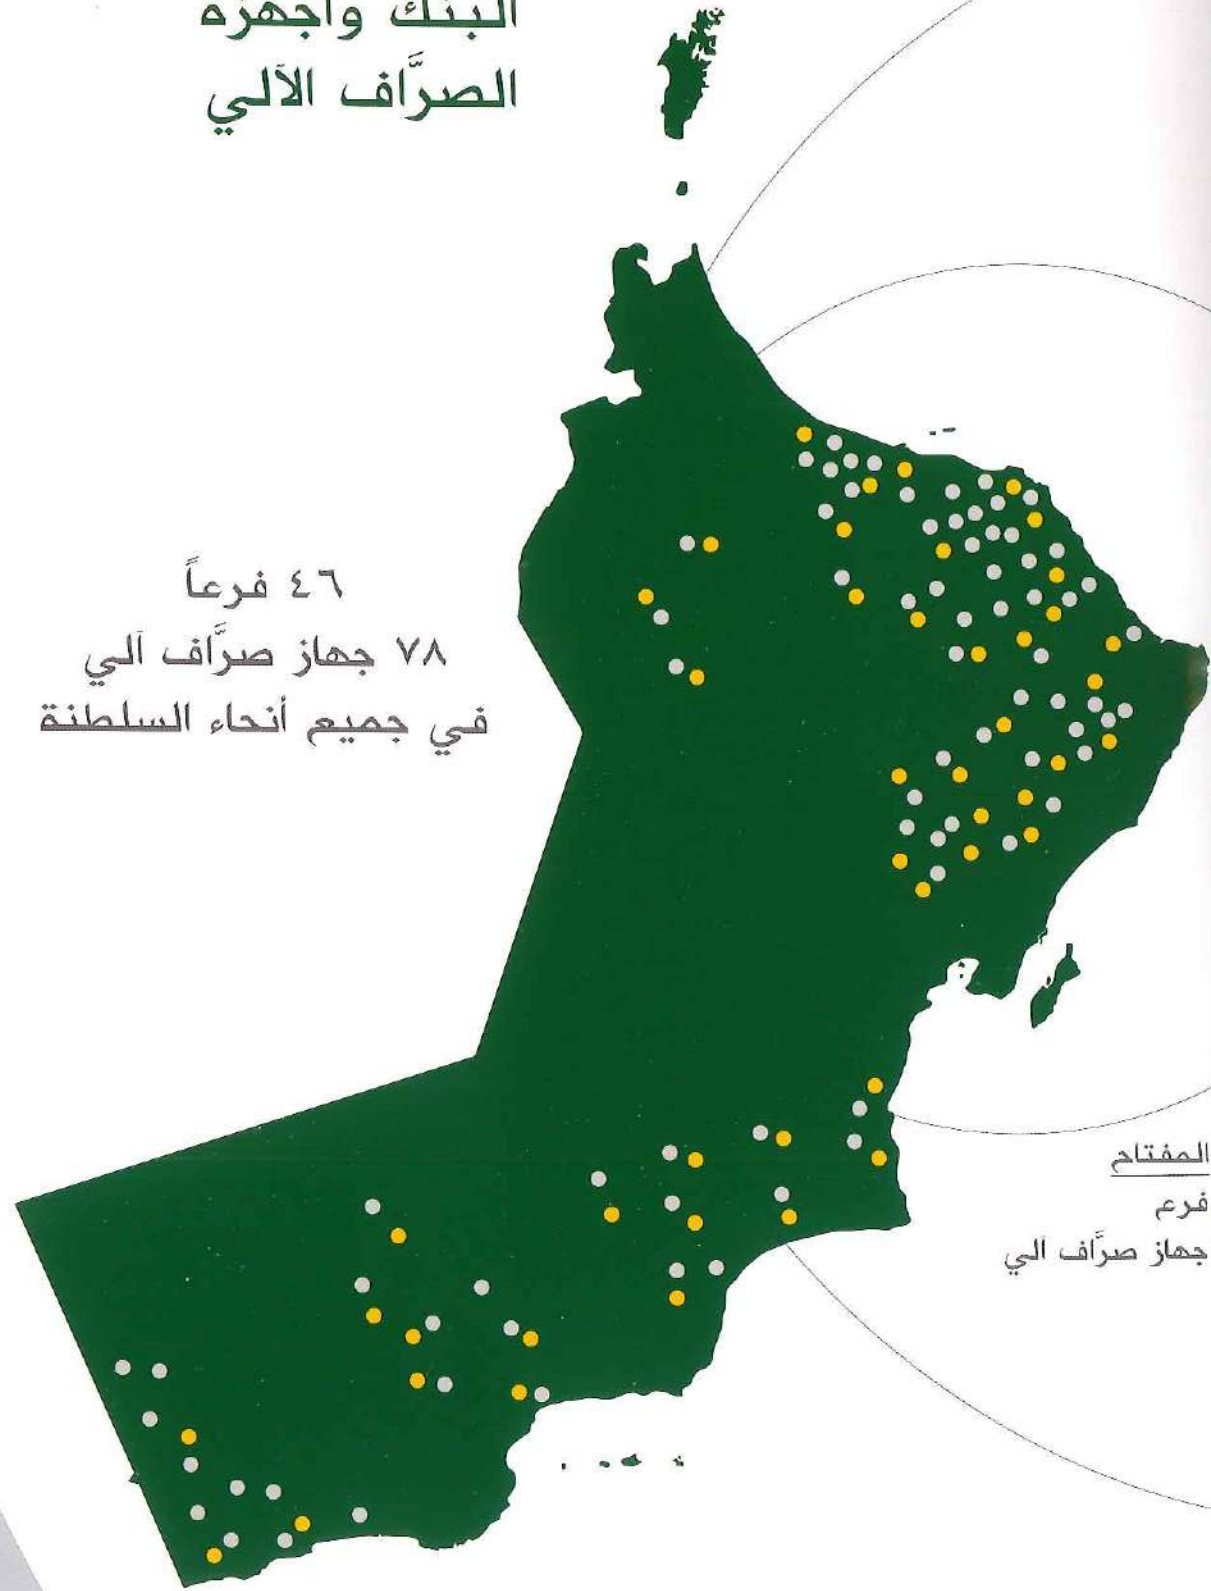 البنك وأجهزة
الصرَّاف الآلي
٤٦ فرعاً
٧٨ جهاز صرَّاف آلي
في جميع أنحاء السلطنة
المفتاح
فرع
جهاز صرَّاف آلي